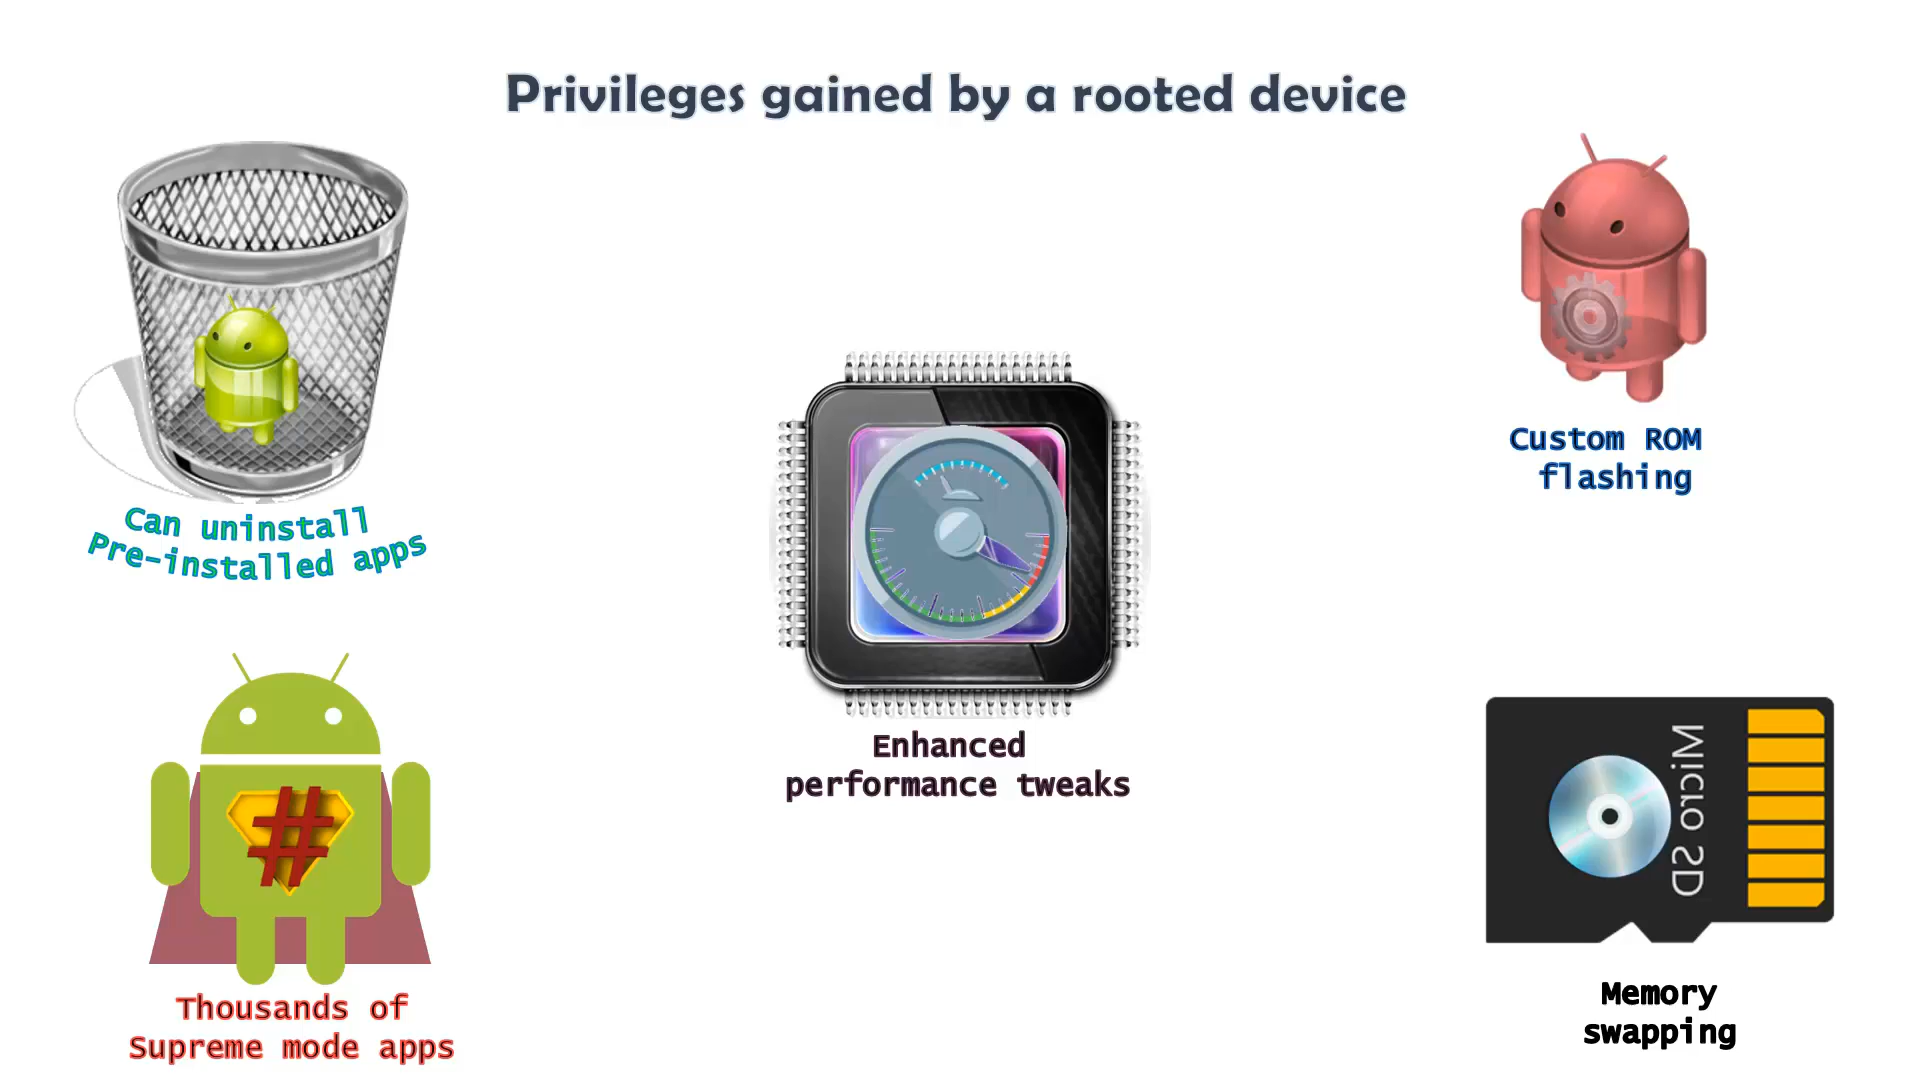 Privileges gained by a rooted device
Can uninstall
Pre-installed apps
Custom ROM
flashing
Enhanced
performance tweaks
#
Thousands of
Supreme mode apps
Micro SD
Memory
swapping